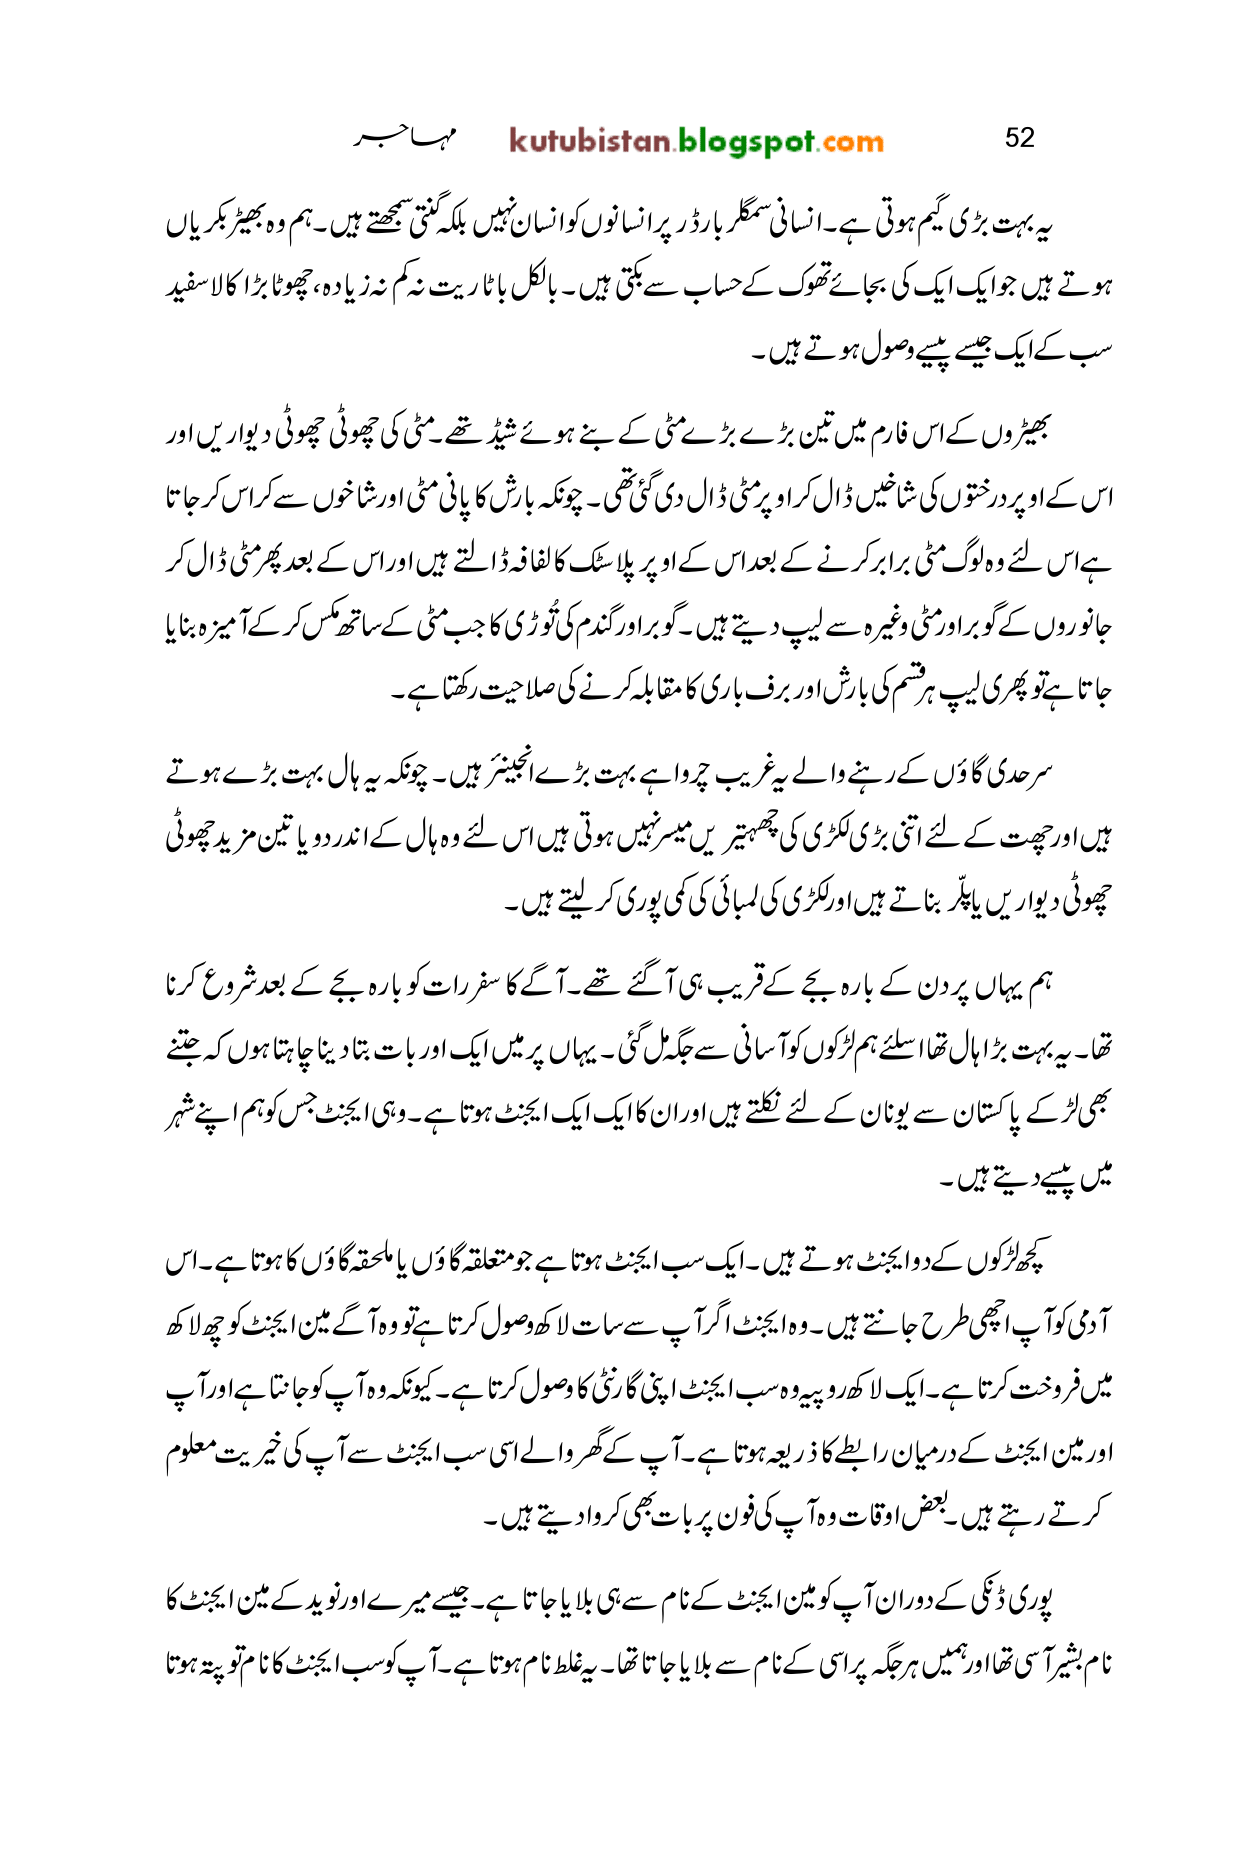 52 kutubistan.blogspot.com مہاجر
یہ بہت بڑی گیم ہوتی ہے۔ انسانی سمگلر بارڈر پر انسانوں کو انسان نہیں بلکہ گنتی سمجھتے ہیں۔ ہم وہ بھیڑ بکریاں
ہوتے ہیں جو ایک ایک کی بجائے تھوک کے حساب سے بکتی ہیں۔ بالکل باٹا ریٹ نہ کم نہ زیادہ، چھوٹا بڑا کالا سفید
سب کے ایک جیسے پیسے وصول ہوتے ہیں۔
بھیڑوں کے اس فارم میں تین بڑے بڑے مٹی کے بنے ہوئے شیڈ تھے۔ مٹی کی چھوٹی چھوٹی دیواریں اور
اس کے اوپر درختوں کی شاخیں ڈال کر اوپر مٹی ڈال دی گئی تھی۔ چونکہ بارش کا پانی مٹی اور شاخوں سے کراس کر جاتا
ہے اس لئے وہ لوگ مٹی برابر کرنے کے بعد اس کے اوپر پلاسٹک کا لفافہ ڈالتے ہیں اور اس کے بعد پھر مٹی ڈال کر
جانوروں کے گوبر اور مٹی وغیرہ سے لیپ دیتے ہیں۔ گوبر اور گندم کی تُوڑی کا جب مٹی کے ساتھ مکس کر کے آمیزہ بنایا
جاتا ہے تو پھر ی لیپ ہر قسم کی بارش اور برف باری کا مقابلہ کرنے کی صلاحیت رکھتا ہے۔
سرحدی گاؤں کے رہنے والے یہ غریب چرواہے بہت بڑے انجینئر ہیں۔ چونکہ یہ ہال بہت بڑے ہوتے
ہیں اور چھت کے لئے اتنی بڑی لکڑی کی چھہتیریں میسر نہیں ہوتی ہیں اس لئے وہ ہال کے اندر دو یا تین مزید چھوٹی
چھوٹی دیواریں یا پلّر بناتے ہیں اور لکڑی کی لمبائی کی کمی پوری کر لیتے ہیں۔
ہم یہاں پر دن کے بارہ بجے کے قریب ہی آ گئے تھے۔ آگے کا سفر رات کو بارہ بجے کے بعد شروع کرنا
تھا۔ یہ بہت بڑا ہال تھا اسلئے ہم لڑکوں کو آسانی سے جگہ مل گئی۔ یہاں پر میں ایک اور بات بتا دینا چاہتا ہوں کہ جتنے
بھی لڑکے پاکستان سے یونان کے لئے نکلتے ہیں اور ان کا ایک ایک ایجنٹ ہوتا ہے۔ وہی ایجنٹ جس کو ہم اپنے شہر
میں پیسے دیتے ہیں۔
کچھ لڑکوں کے دو ایجنٹ ہوتے ہیں۔ ایک سب ایجنٹ ہوتا ہے جو متعلقہ گاؤں یا ملحقہ گاؤں کا ہوتا ہے۔ اس
آدمی کو آپ اچھی طرح جانتے ہیں۔ وہ ایجنٹ اگر آپ سے سات لاکھ وصول کرتا ہے تو وہ آگے مین ایجنٹ کو چھ لاکھ
میں فروخت کرتا ہے۔ ایک لاکھ روپیہ وہ سب ایجنٹ اپنی گارنٹی کا وصول کرتا ہے۔ کیونکہ وہ آپ کو جانتا ہے اور آپ
اور مین ایجنٹ کے درمیان رابطے کا ذریعہ ہوتا ہے۔ آپ کے گھر والے اسی سب ایجنٹ سے آپ کی خیریت معلوم
کرتے رہتے ہیں۔ بعض اوقات وہ آپ کی فون پر بات بھی کروا دیتے ہیں۔
پوری ڈنکی کے دوران آپ کو مین ایجنٹ کے نام سے ہی بلایا جاتا ہے۔ جیسے میرے اور نوید کے مین ایجنٹ کا
نام بشیر آسی تھا اور ہمیں ہر جگہ پر اسی کے نام سے بلایا جاتا تھا۔ یہ غلط نام ہوتا ہے۔ آپ کو سب ایجنٹ کا نام تو پتہ ہوتا